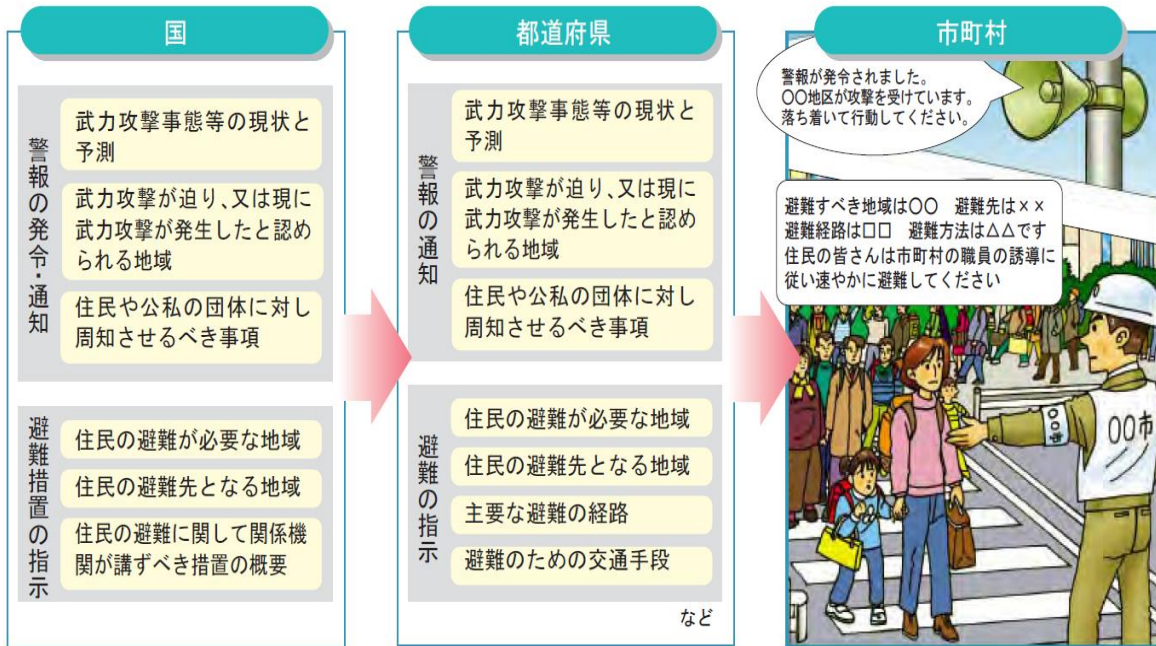 国
警報の発令・通知
武力攻撃事態等の現状と
予測
武力攻撃が迫り、又は現に
武力攻撃が発生したと認め
られる地域
住民や公私の団体に対し
周知させるべき事項
避難措置の指示
住民の避難が必要な地域
住民の避難先となる地域
住民の避難に関して関係機
関が講ずべき措置の概要
都道府県
警報の通知
武力攻撃事態等の現状と
予測
武力攻撃が迫り、又は現に
武力攻撃が発生したと認め
られる地域
住民や公私の団体に対し
周知させるべき事項
避難の指示
住民の避難が必要な地域
住民の避難先となる地域
主要な避難の経路
避難のための交通手段
など
市町村
警報が発令されました。
〇〇地区が攻撃を受けています。
落ち着いて行動してください。
避難すべき地域は〇〇　避難先は××
避難経路は□□　避難方法は△△です
住民の皆さんは市町村の職員の誘導に
従い速やかに避難してください
〇〇市
〇〇市